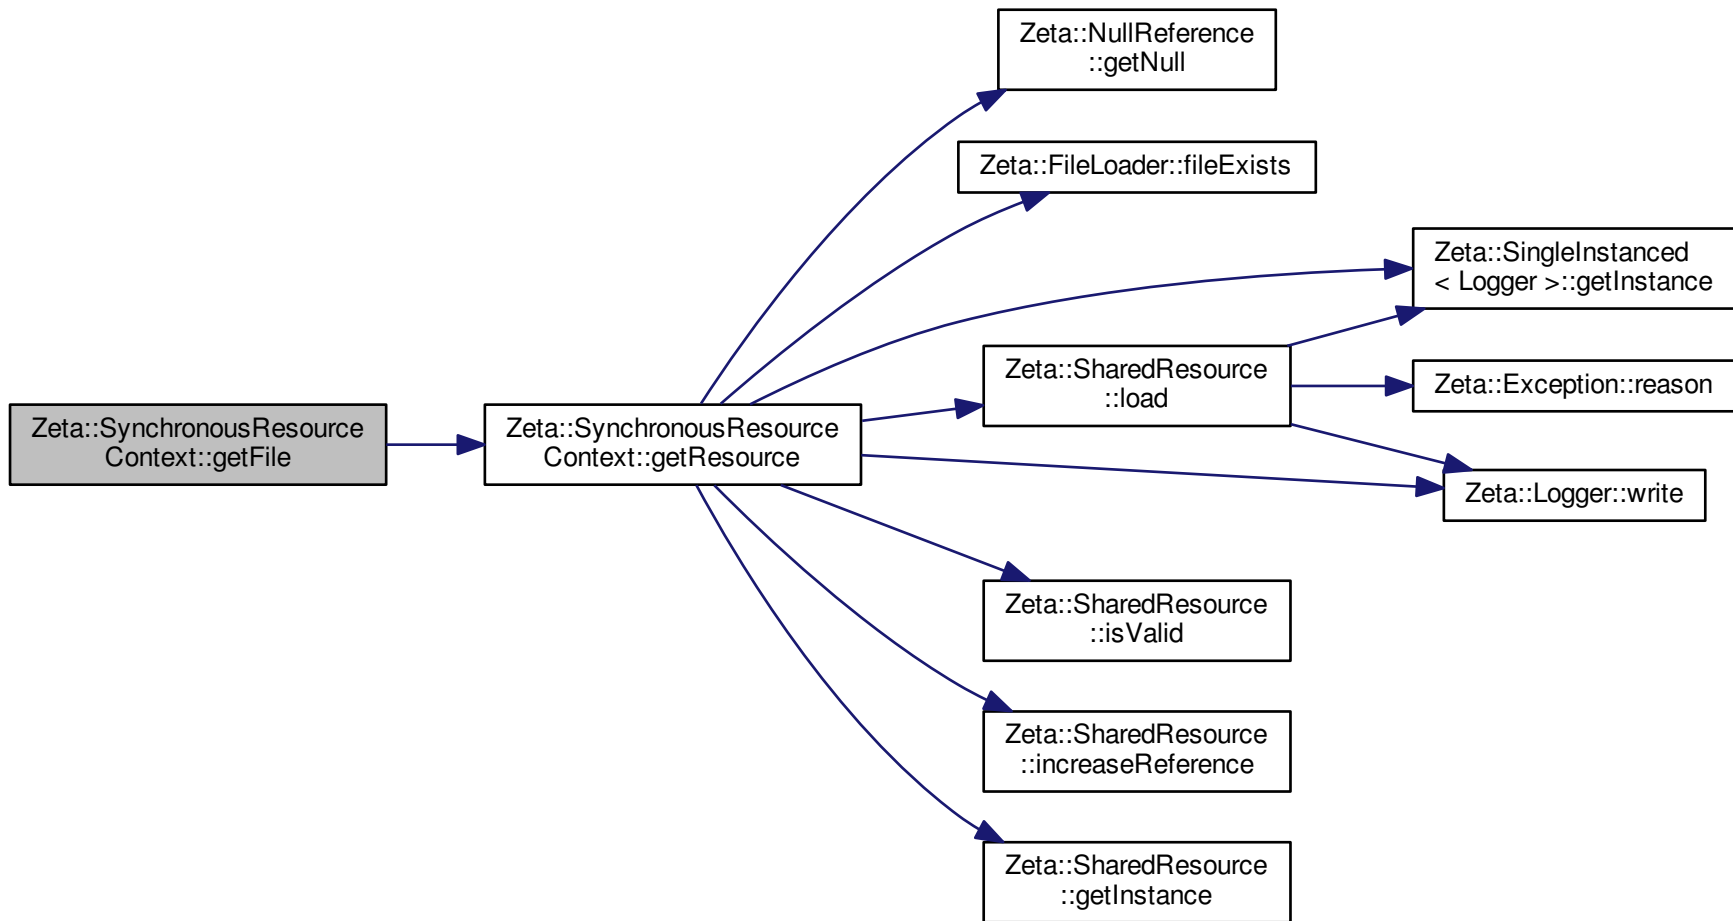 Zeta::NullReference
::getNull
Zeta::FileLoader::fileExists
Zeta::SingleInstanced
< Logger >::getInstance
Zeta::SharedResource
::load
Zeta::Exception::reason
Zeta::SynchronousResource
Context::getFile
Zeta::SynchronousResource
Context::getResource
Zeta::Logger::write
Zeta::SharedResource
::isValid
Zeta::SharedResource
::increaseReference
Zeta::SharedResource
::getInstance